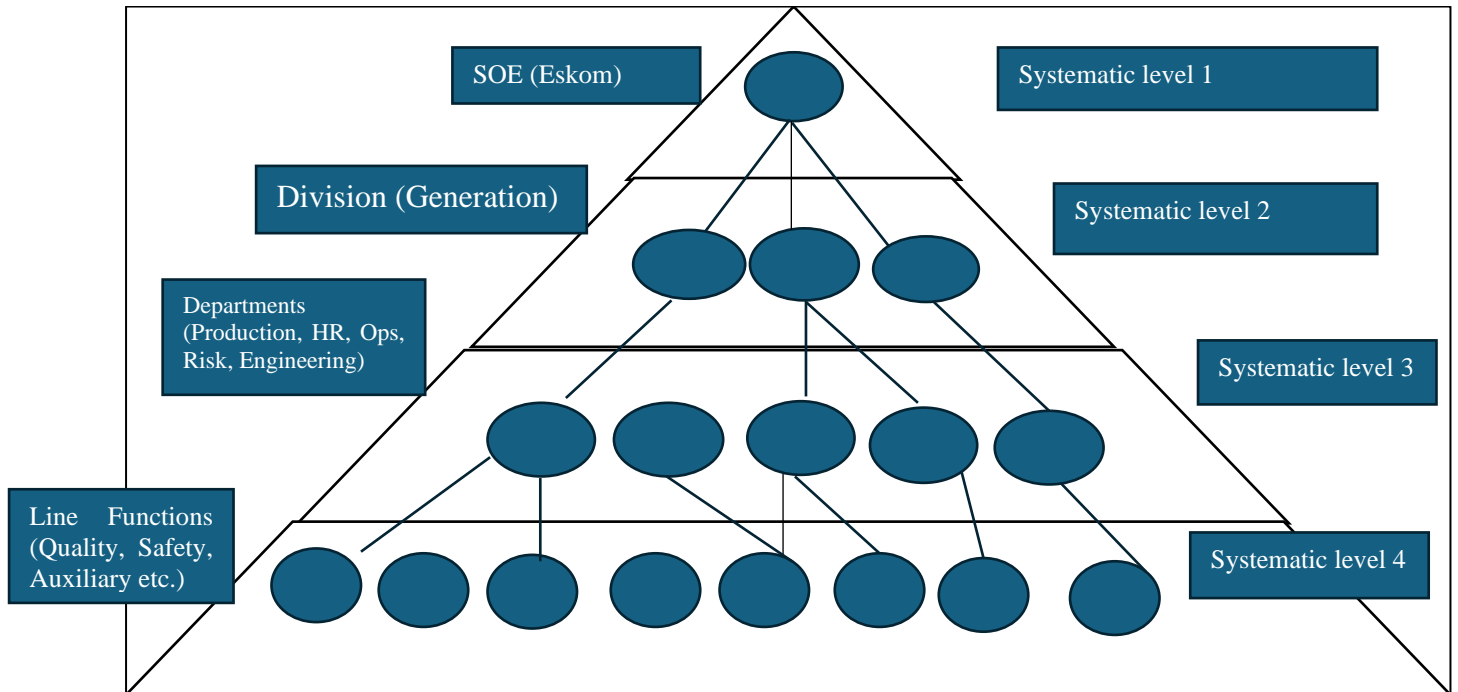 SOE (Eskom)
Systematic level 1
Division (Generation)
Systematic level 2
Departments
(Production, HR, Ops,
Risk, Engineering)
Systematic level 3
Line Functions
(Quality, Safety,
Auxiliary etc.)
Systematic level 4